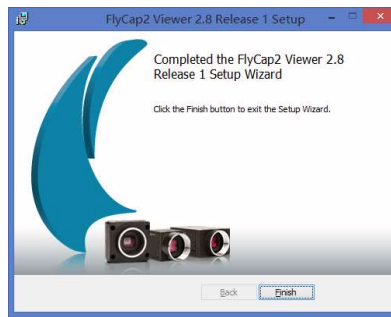 FlyCap2 Viewer 2.8 Release 1 Setup
Completed the FlyCap2 Viewer 2.8
Release 1 Setup Wizard
Click the Finish button to exit the Setup Wizard.
Back
Finish